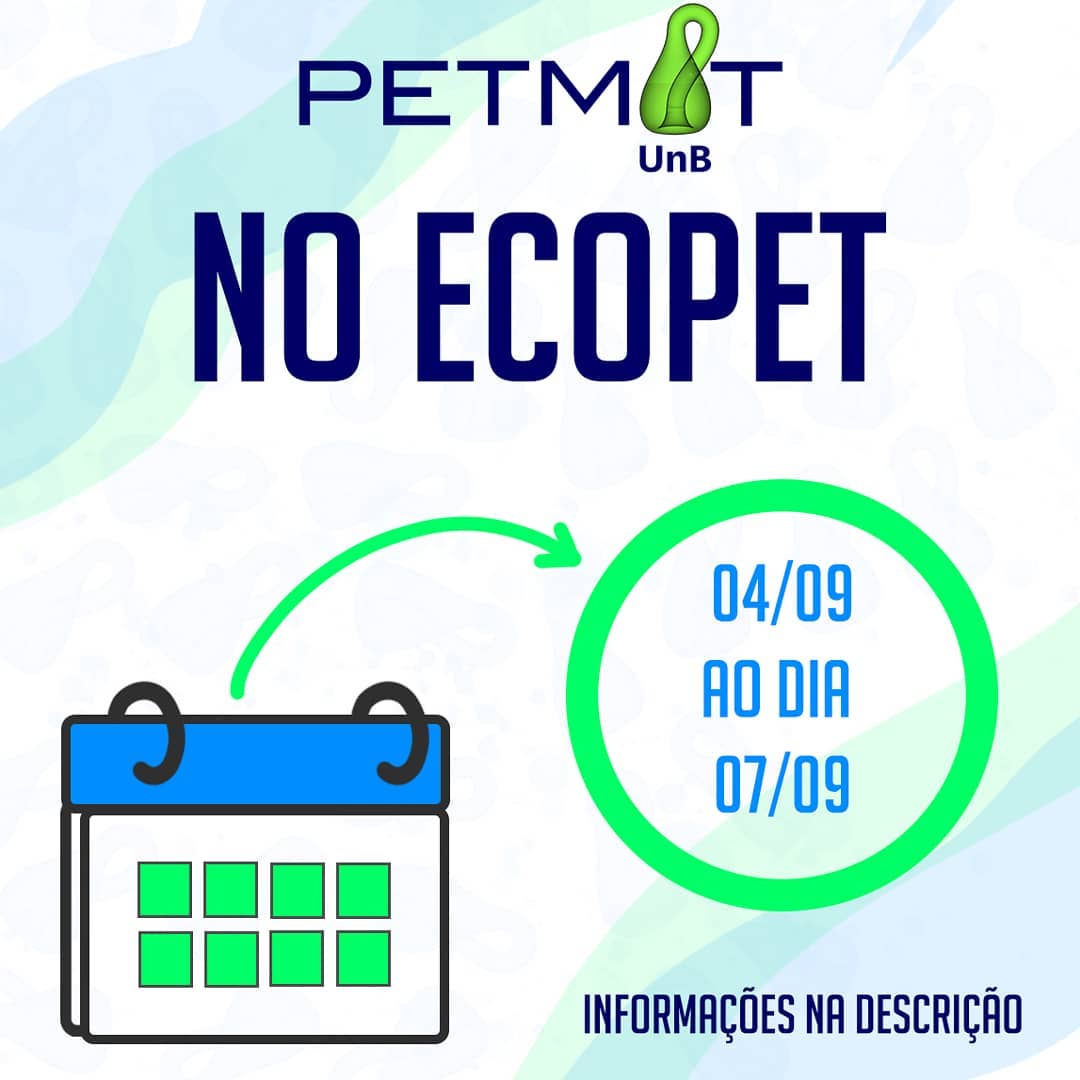 PETMAT
UnB
NO ECOPET
04/09
AO DIA
07/09
INFORMAÇÕES NA DESCRIÇÃO